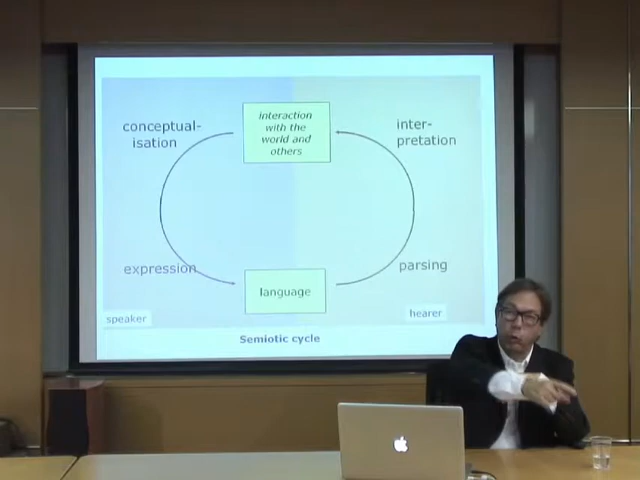 interaction
with the
world and
others
conceptual-
isation
inter-
pretation
expression
parsing
language
speaker
hearer
Semiotic cycle